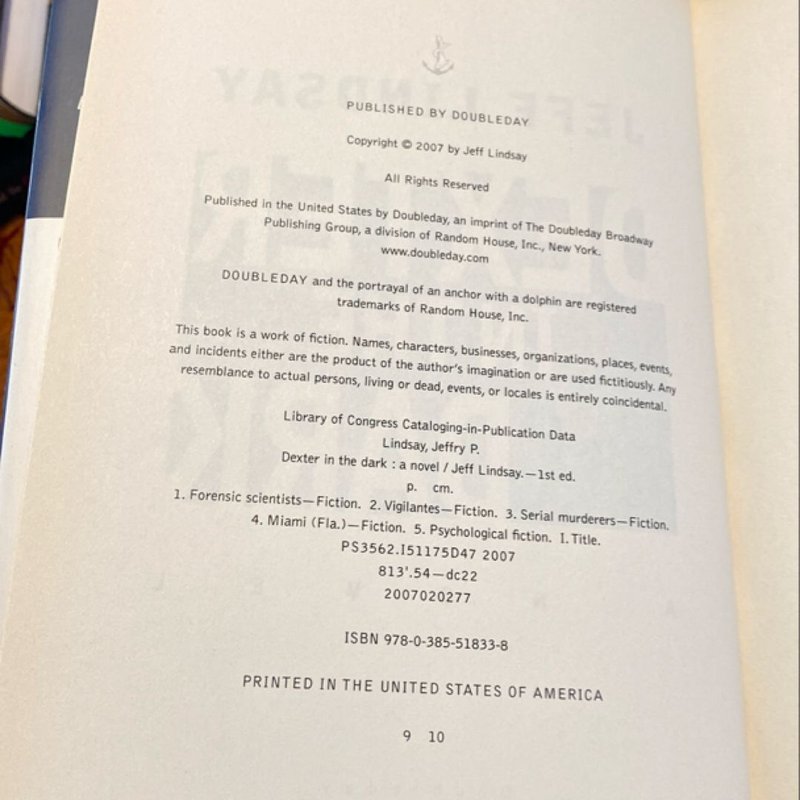 PUBLISHED BY DOUBLEDAY
Copyright © 2007 by Jeff Lindsay
All Rights Reserved
Published in the United States by Doubleday, an imprint of The Doubleday Broadway
Publishing Group, a division of Random House, Inc., New York.
www.doubleday.com
DOUBLEDAY and the portrayal of an anchor with a dolphin are registered
trademarks of Random House, Inc.
This book is a work of fiction. Names, characters, businesses, organizations, places, events,
and incidents either are the product of the author's imagination or are used fictitiously. Any
resemblance to actual persons, living or dead, events, or locales is entirely coincidental.
Library of Congress Cataloging-in-Publication Data
Lindsay, Jeffry P.
Dexter in the dark : a novel / Jeff Lindsay.—1st ed.
p. cm.
1. Forensic scientists—Fiction. 2. Vigilantes—Fiction. 3. Serial murderers—Fiction.
4. Miami (Fla.)—Fiction. 5. Psychological fiction. I. Title.
PS3562.I51175D47 2007
813'.54—dc22
2007020277
ISBN 978-0-385-51833-8
PRINTED IN THE UNITED STATES OF AMERICA
9 10